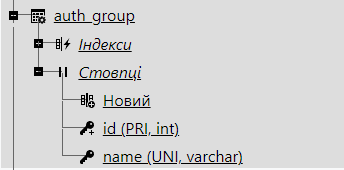 auth_group
Індекси
Стовпці
Новий
id (PRI, int)
name (UNI, varchar)